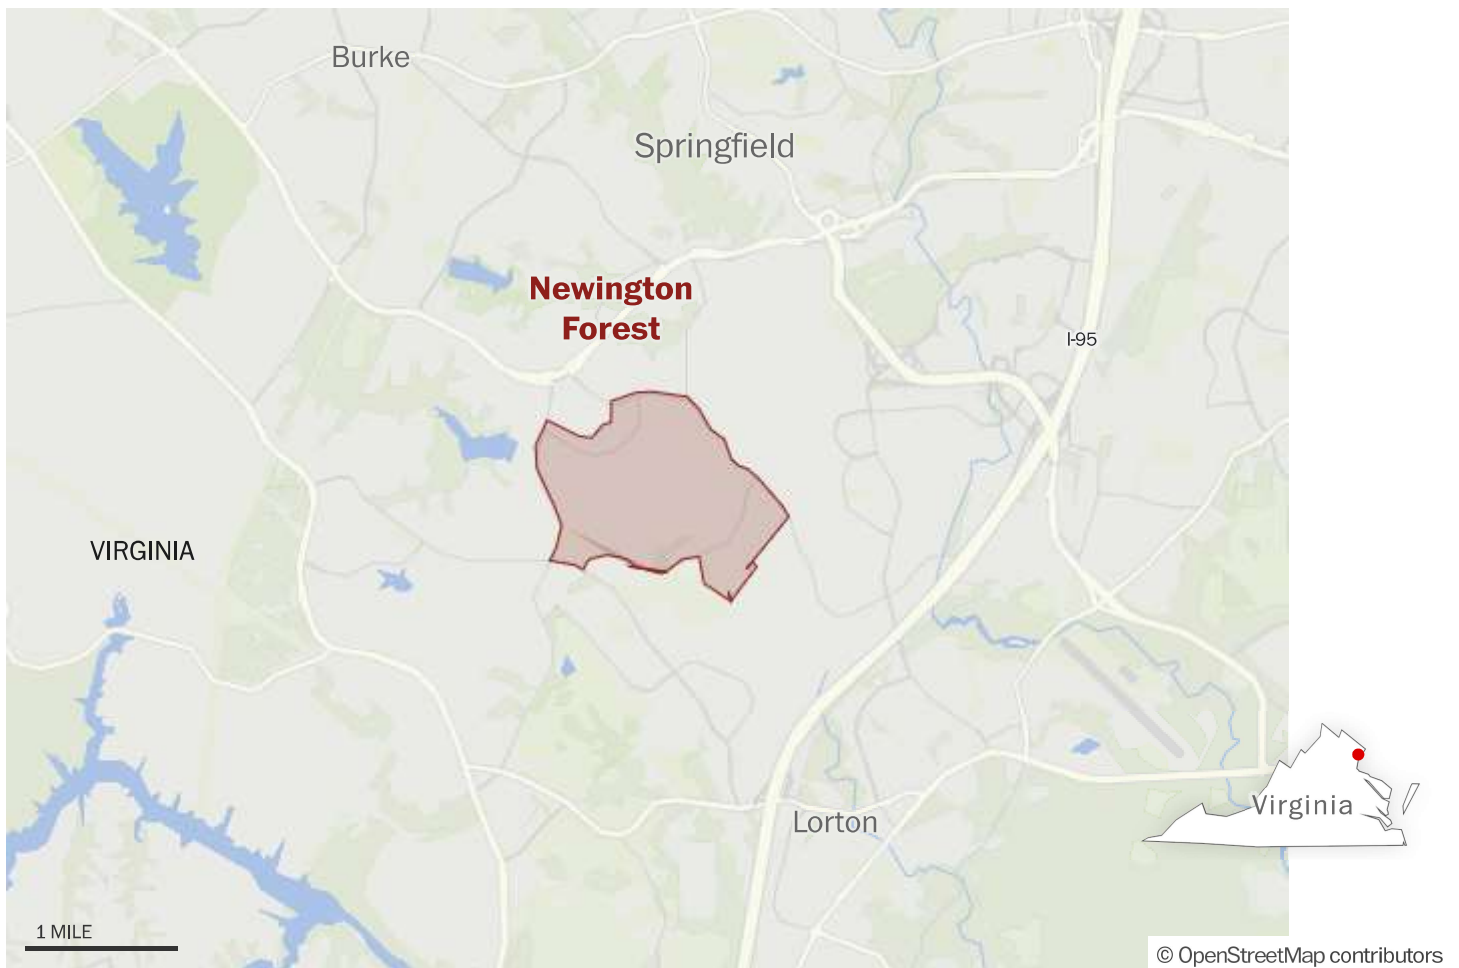 Burke
Springfield
Newington
Forest
I-95
VIRGINIA
Virginia
Lorton
1 MILE
© OpenStreetMap contributors